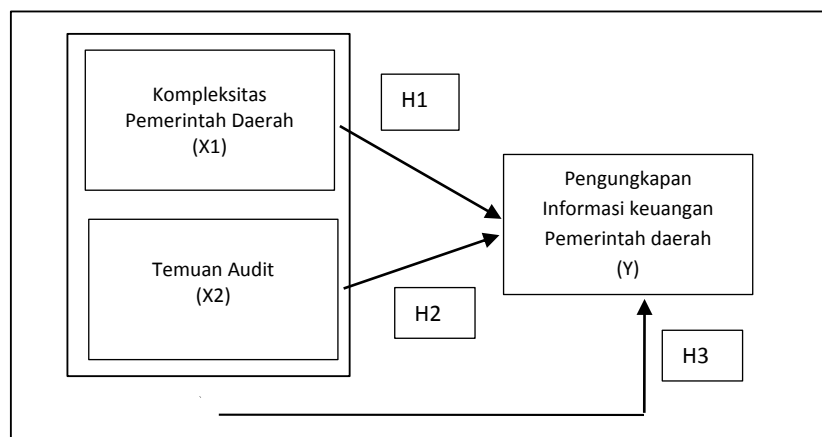 Kompleksitas
Pemerintah Daerah
(X1)
H1
Pengungkapan
Informasi keuangan
Pemerintah daerah
(Y)
Temuan Audit
(X2)
H2
H3